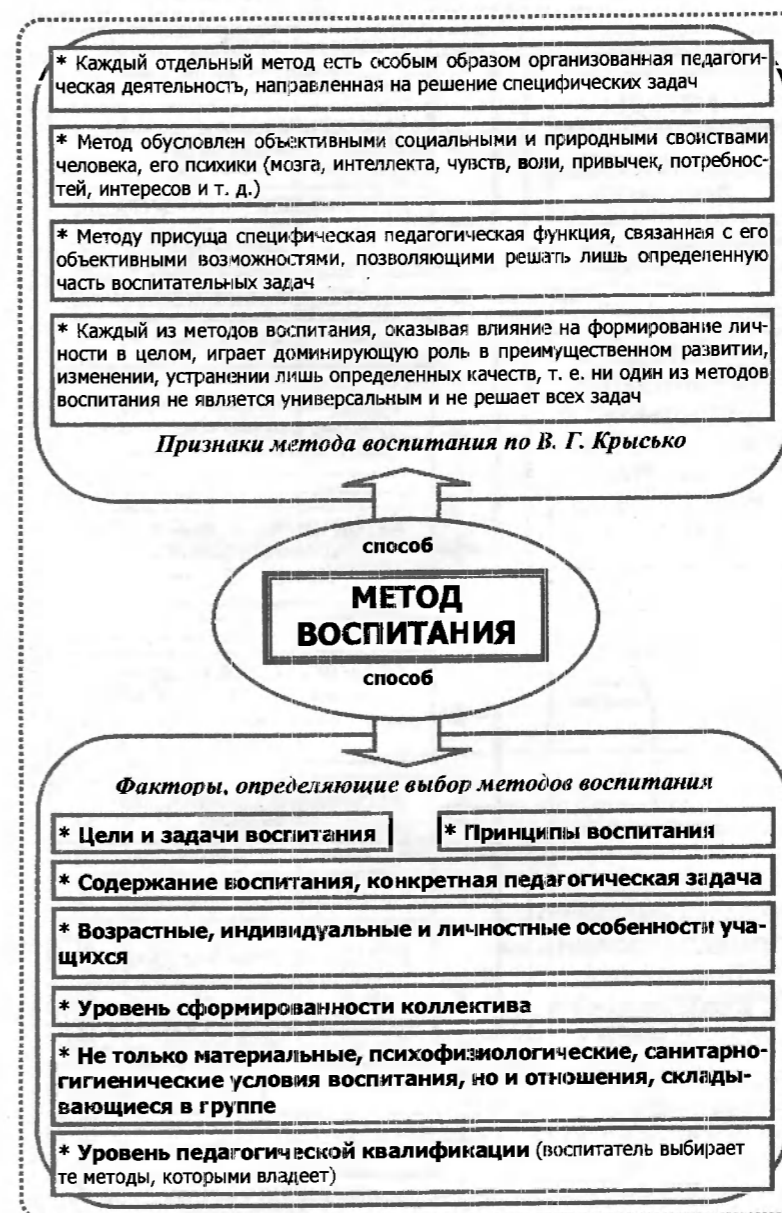 * Каждый отдельный метод есть особым образом организованная педагоги-
ческая деятельность, направленная на решение специфических задач
* Метод обусловлен объективными социальными и природными свойствами
человека, его психики (мозга, интеллекта, чувств, воли, привычек, потребнос-
тей, интересов и т. д.)
* Методу присуща специфическая педагогическая функция, связанная с его
объективными возможностями, позволяющими решать лишь определенную
часть воспитательных задач
* Каждый из методов воспитания, оказывая влияние на формирование лич-
ности в целом, играет доминирующую роль в преимущественном развитии,
изменении, устранении лишь определенных качеств, т. е. ни один из методов
воспитания не является универсальным и не решает всех задач
Признаки метода воспитания по В. Г. Крысько
способ
МЕТОД
ВОСПИТАНИЯ
способ
Факторы, определяющие выбор методов воспитания
* Цели и задачи воспитания
* Принципы воспитания
* Содержание воспитания, конкретная педагогическая задача
* Возрастные, индивидуальные и личностные особенности уча-
щихся
* Уровень сформированности коллектива
* Не только материальные, психофизиологические, санитарно-
гигиенические условия воспитания, но и отношения, склады-
вающиеся в группе
* Уровень педагогической квалификации (воспитатель выбирает
те методы, которыми владеет)